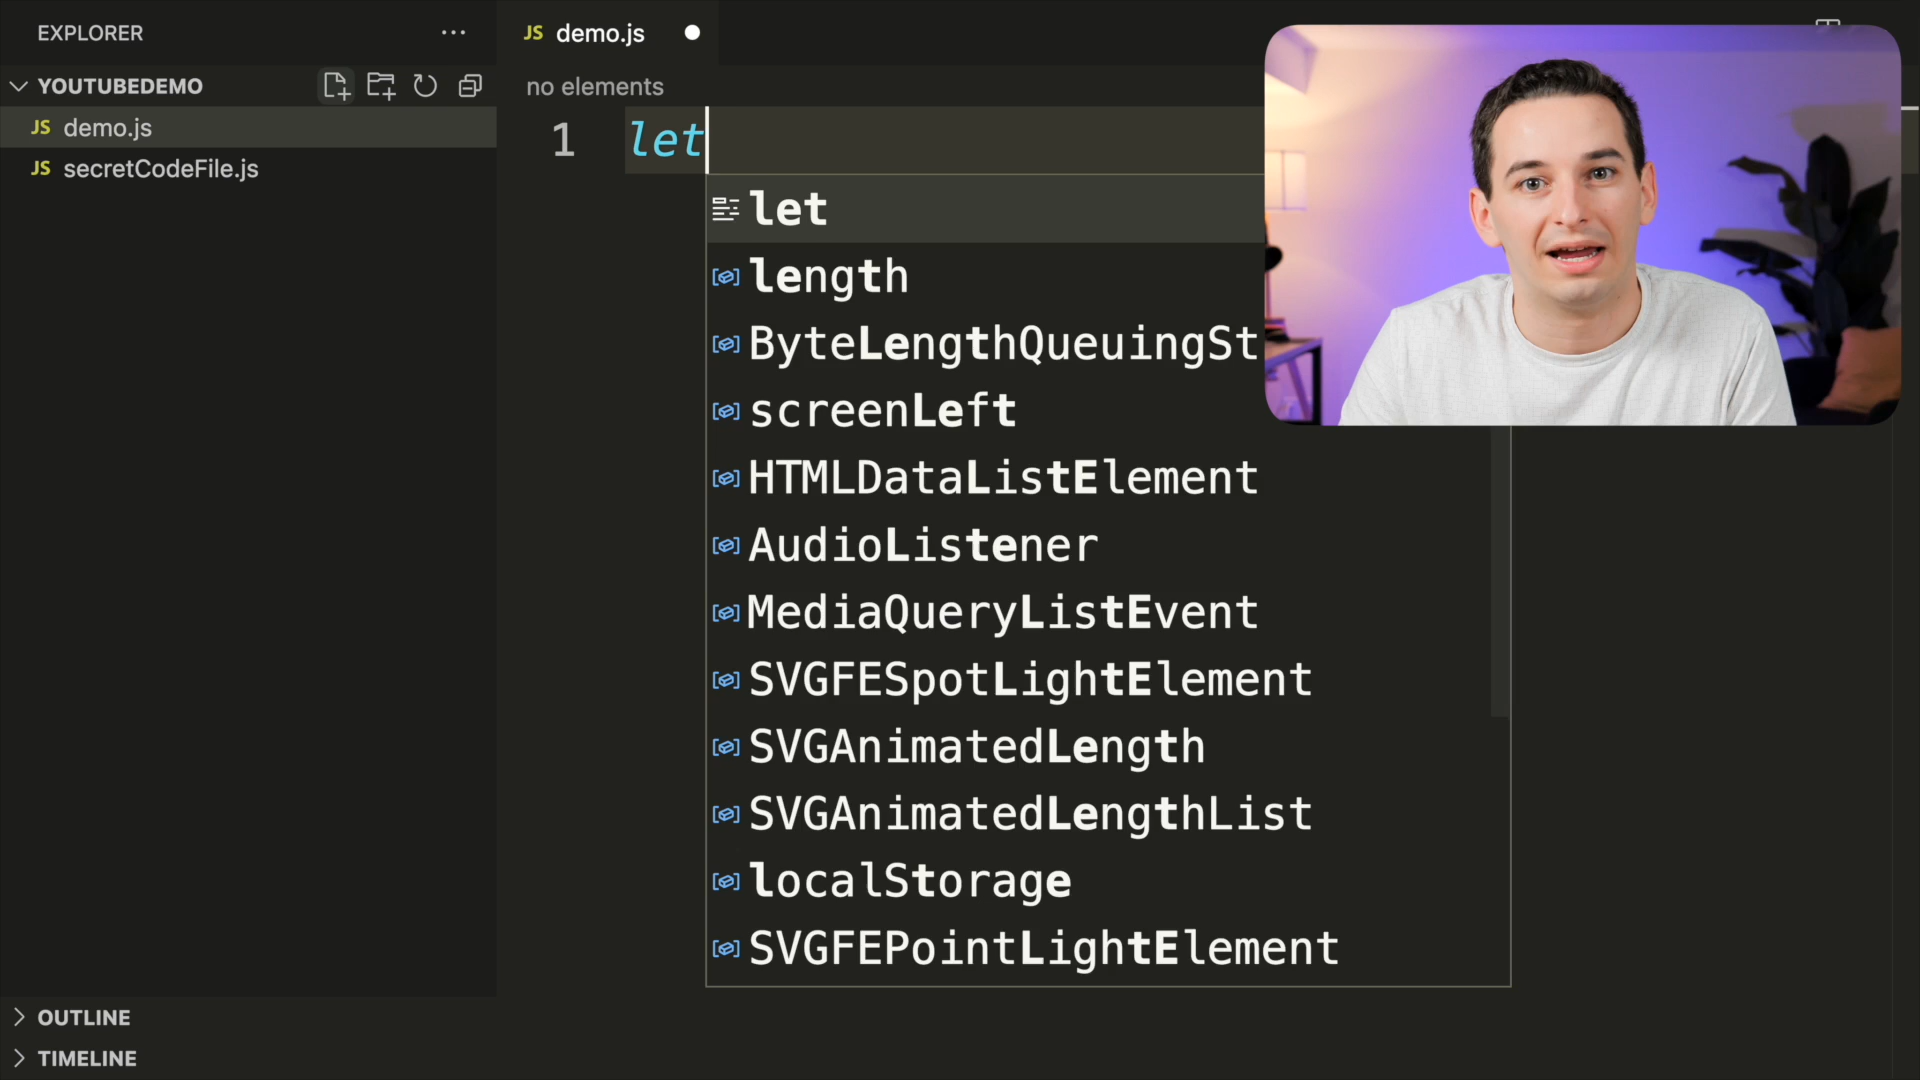 EXPLORER
YOUTUBEDEMO
JS demo.js
JS secretCodeFile.js
OUTLINE
TIMELINE
JS demo.js
no elements
1 let
let
length
ByteLengthQueuingSt
screenLeft
HTMLDataListElement
AudioListener
MediaQueryListEvent
SVGFESpotLightElement
SVGAnimatedLength
SVGAnimatedLengthList
localStorage
SVGFEPointLightElement